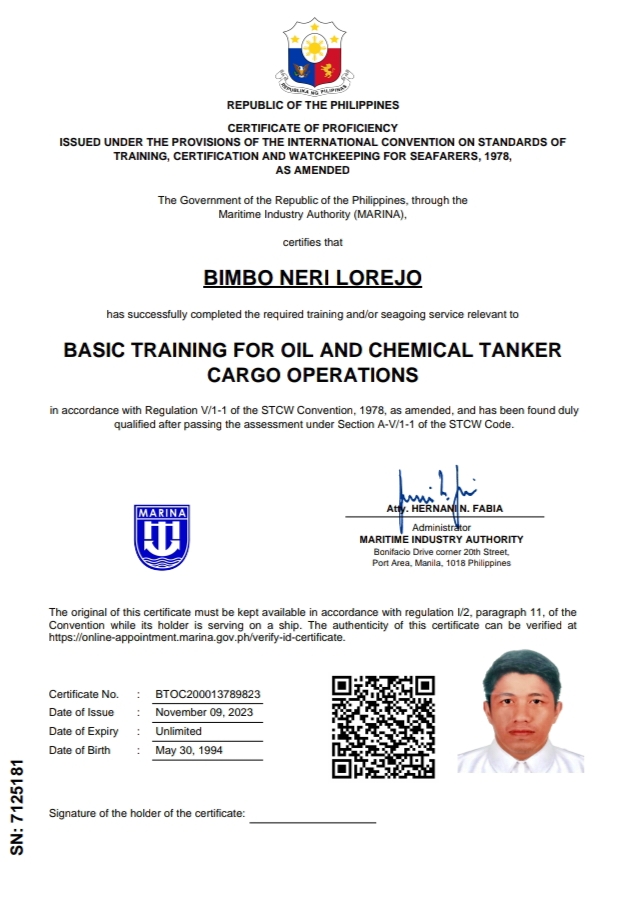 REPUBLIKA NG PILIPINAS
REPUBLIC OF THE PHILIPPINES
CERTIFICATE OF PROFICIENCY
ISSUED UNDER THE PROVISIONS OF THE INTERNATIONAL CONVENTION ON STANDARDS OF
TRAINING, CERTIFICATION AND WATCHKEEPING FOR SEAFARERS, 1978,
AS AMENDED
The Government of the Republic of the Philippines, through the
Maritime Industry Authority (MARINA),
certifies that
BIMBO NERI LOREJO
has successfully completed the required training and/or seagoing service relevant to
BASIC TRAINING FOR OIL AND CHEMICAL TANKER
CARGO OPERATIONS
in accordance with Regulation V/1-1 of the STCW Convention, 1978, as amended, and has been found duly
qualified after passing the assessment under Section A-V/1-1 of the STCW Code.
MARINA
Atty. HERNANI N. FABIA
Administrator
MARITIME INDUSTRY AUTHORITY
Bonifacio Drive corner 20th Street,
Port Area, Manila, 1018 Philippines
The original of this certificate must be kept available in accordance with regulation I/2, paragraph 11, of the
Convention while its holder is serving on a ship. The authenticity of this certificate can be verified at
https://online-appointment.marina.gov.ph/verify-id-certificate.
Certificate No. : BTOC200013789823
Date of Issue : November 09, 2023
Date of Expiry : Unlimited
Date of Birth : May 30, 1994
Signature of the holder of the certificate:
SN: 7125181